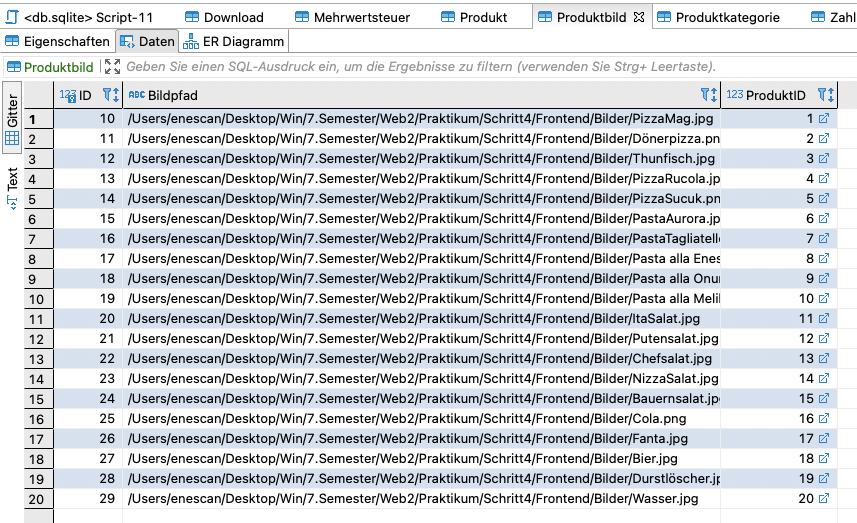 <db.sqlite> Script-11 Download Mehrwertsteuer Produkt Produktbild Produktkategorie Zahl
Eigenschaften Daten ER Diagramm
Produktbild Geben Sie einen SQL-Ausdruck ein, um die Ergebnisse zu filtern (verwenden Sie Strg+ Leertaste).
Gitter
Text
123 ID ABC Bildpfad 123 ProduktID
1 10 /Users/enescan/Desktop/Win/7.Semester/Web2/Praktikum/Schritt4/Frontend/Bilder/PizzaMag.jpg 1
2 11 /Users/enescan/Desktop/Win/7.Semester/Web2/Praktikum/Schritt4/Frontend/Bilder/Dönerpizza.pn 2
3 12 /Users/enescan/Desktop/Win/7.Semester/Web2/Praktikum/Schritt4/Frontend/Bilder/Thunfisch.jpg 3
4 13 /Users/enescan/Desktop/Win/7.Semester/Web2/Praktikum/Schritt4/Frontend/Bilder/PizzaRucola.jp 4
5 14 /Users/enescan/Desktop/Win/7.Semester/Web2/Praktikum/Schritt4/Frontend/Bilder/PizzaSucuk.pn 5
6 15 /Users/enescan/Desktop/Win/7.Semester/Web2/Praktikum/Schritt4/Frontend/Bilder/PastaAurora.jp 6
7 16 /Users/enescan/Desktop/Win/7.Semester/Web2/Praktikum/Schritt4/Frontend/Bilder/PastaTagliatelle 7
8 17 /Users/enescan/Desktop/Win/7.Semester/Web2/Praktikum/Schritt4/Frontend/Bilder/Pasta alla Enes 8
9 18 /Users/enescan/Desktop/Win/7.Semester/Web2/Praktikum/Schritt4/Frontend/Bilder/Pasta alla Onur 9
10 19 /Users/enescan/Desktop/Win/7.Semester/Web2/Praktikum/Schritt4/Frontend/Bilder/Pasta alla Meli 10
11 20 /Users/enescan/Desktop/Win/7.Semester/Web2/Praktikum/Schritt4/Frontend/Bilder/ItaSalat.jpg 11
12 21 /Users/enescan/Desktop/Win/7.Semester/Web2/Praktikum/Schritt4/Frontend/Bilder/Putensalat.jpg 12
13 22 /Users/enescan/Desktop/Win/7.Semester/Web2/Praktikum/Schritt4/Frontend/Bilder/Chefsalat.jpg 13
14 23 /Users/enescan/Desktop/Win/7.Semester/Web2/Praktikum/Schritt4/Frontend/Bilder/NizzaSalat.jpg 14
15 24 /Users/enescan/Desktop/Win/7.Semester/Web2/Praktikum/Schritt4/Frontend/Bilder/Bauernsalat.jp 15
16 25 /Users/enescan/Desktop/Win/7.Semester/Web2/Praktikum/Schritt4/Frontend/Bilder/Cola.png 16
17 26 /Users/enescan/Desktop/Win/7.Semester/Web2/Praktikum/Schritt4/Frontend/Bilder/Fanta.jpg 17
18 27 /Users/enescan/Desktop/Win/7.Semester/Web2/Praktikum/Schritt4/Frontend/Bilder/Bier.jpg 18
19 28 /Users/enescan/Desktop/Win/7.Semester/Web2/Praktikum/Schritt4/Frontend/Bilder/Durstlöscher.jp 19
20 29 /Users/enescan/Desktop/Win/7.Semester/Web2/Praktikum/Schritt4/Frontend/Bilder/Wasser.jpg 20